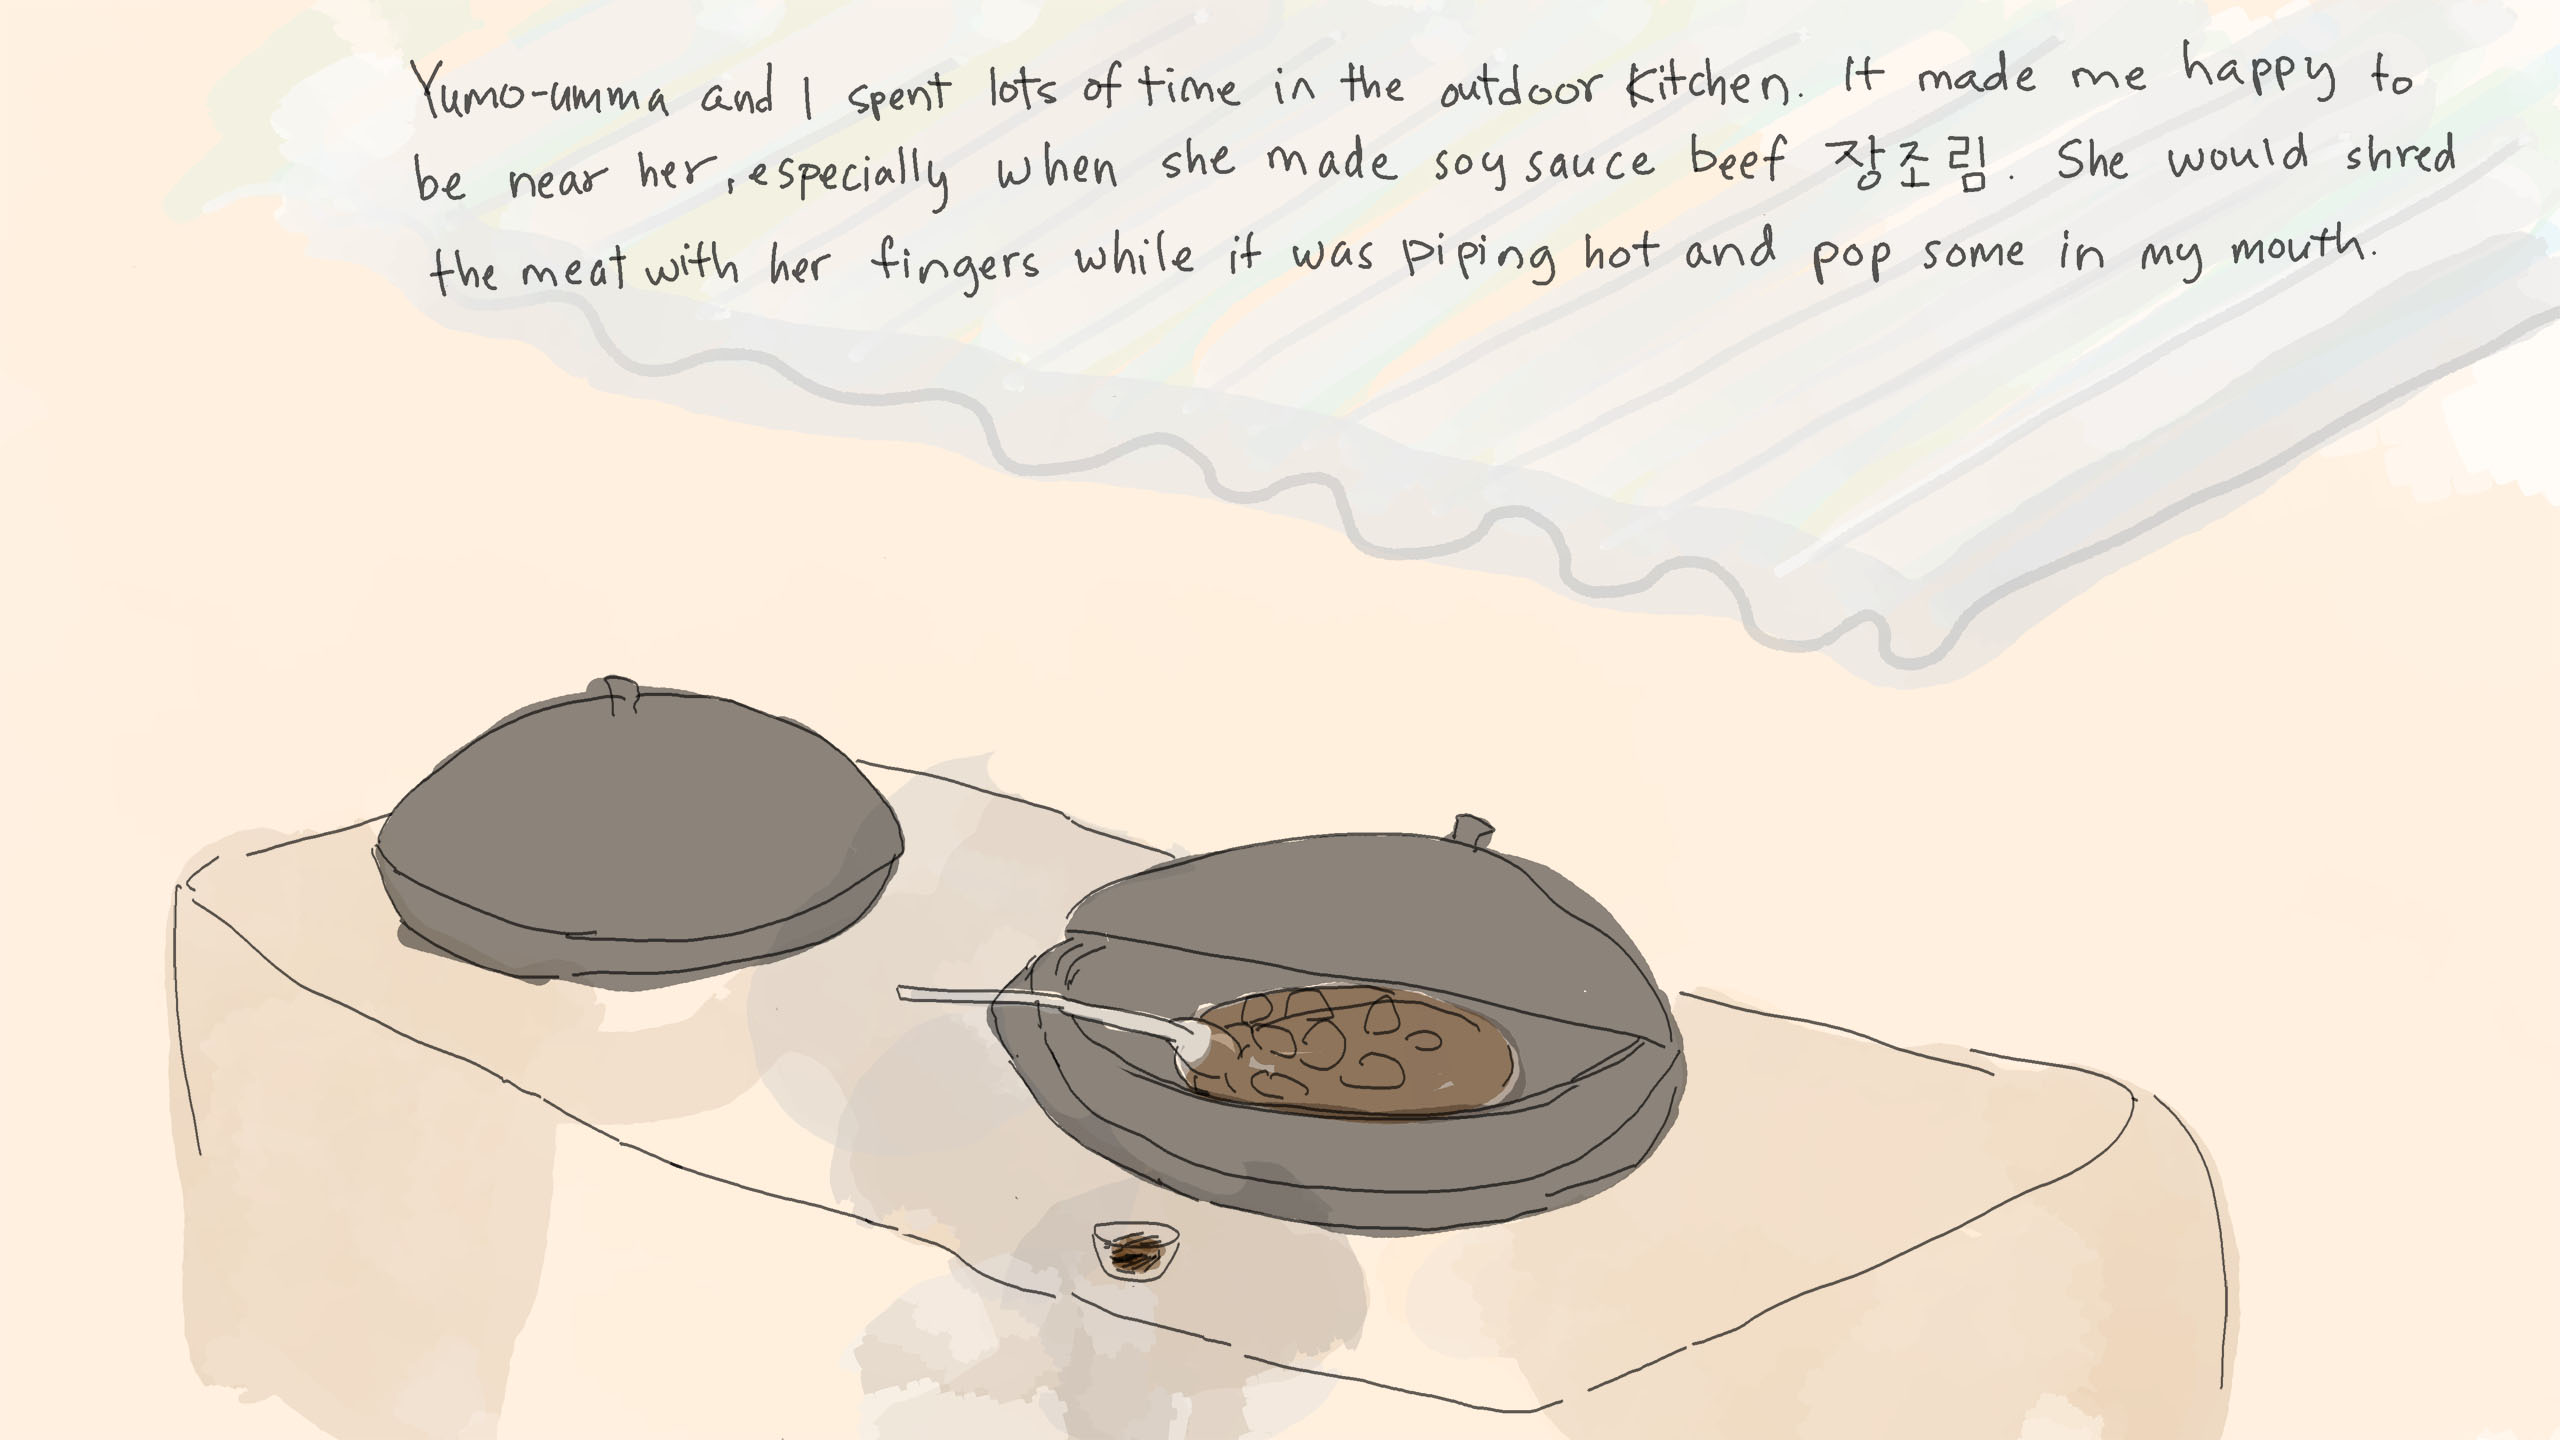 Yumo-umma and I spent lots of time in the outdoor kitchen. It made me happy to
be near her, especially when she made soy sauce beef 장조림. She would shred
the meat with her fingers while it was piping hot and pop some in my mouth.